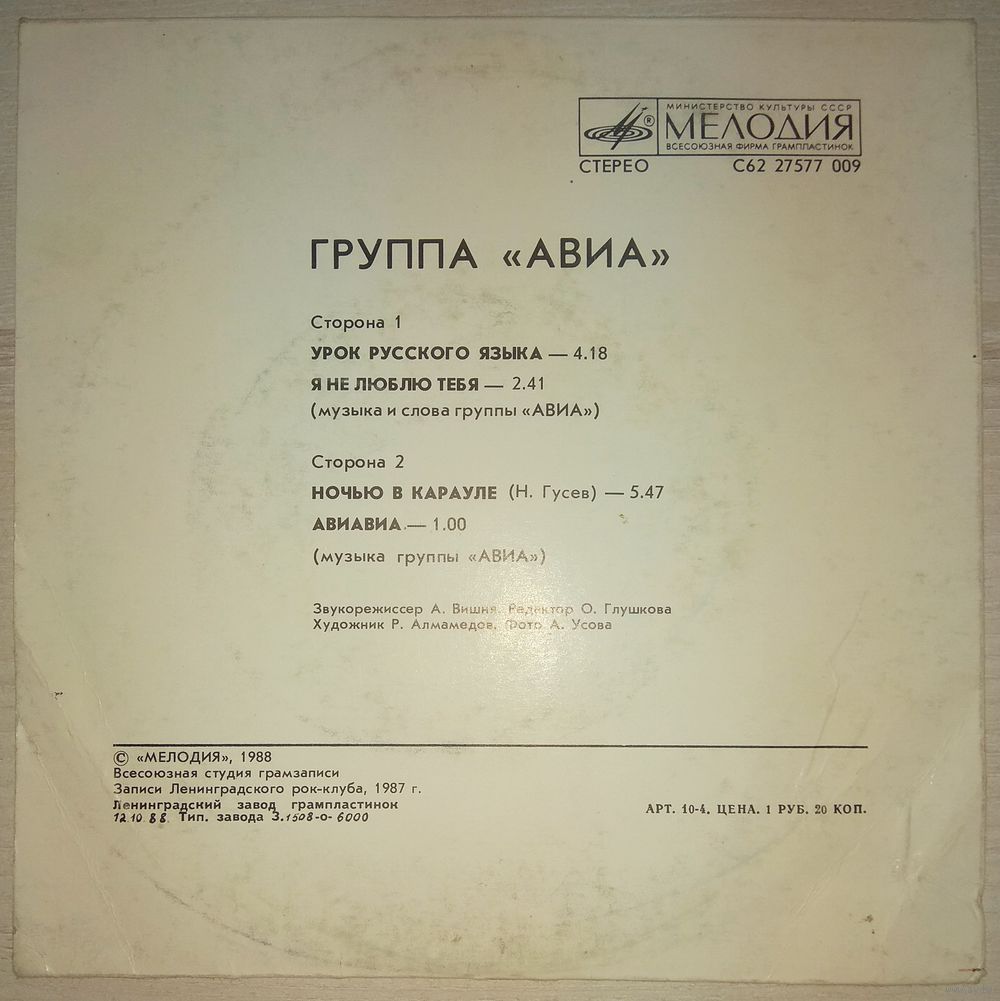 МИНИСТЕРСТВО КУЛЬТУРЫ СССР
МЕЛОДИЯ
ВСЕСОЮЗНАЯ ФИРМА ГРАМПЛАСТИНОК
СТЕРЕО С62 27577 009
ГРУППА «АВИА»
Сторона 1
УРОК РУССКОГО ЯЗЫКА — 4.18
Я НЕ ЛЮБЛЮ ТЕБЯ — 2.41
(музыка и слова группы «АВИА»)
Сторона 2
НОЧЬЮ В КАРАУЛЕ (Н. Гусев) — 5.47
АВИАВИА — 1.00
(музыка группы «АВИА»)
Звукорежиссер А. Вишня. Редактор О. Глушкова
Художник Р. Алмамедов. Фото А. Усова
© «МЕЛОДИЯ», 1988
Всесоюзная студия грамзаписи
Записи Ленинградского рок-клуба, 1987 г.
Ленинградский завод грампластинок
12.10.88. Тип. завода З.1508-о-6000
АРТ. 10-4. ЦЕНА. 1 РУБ. 20 КОП.